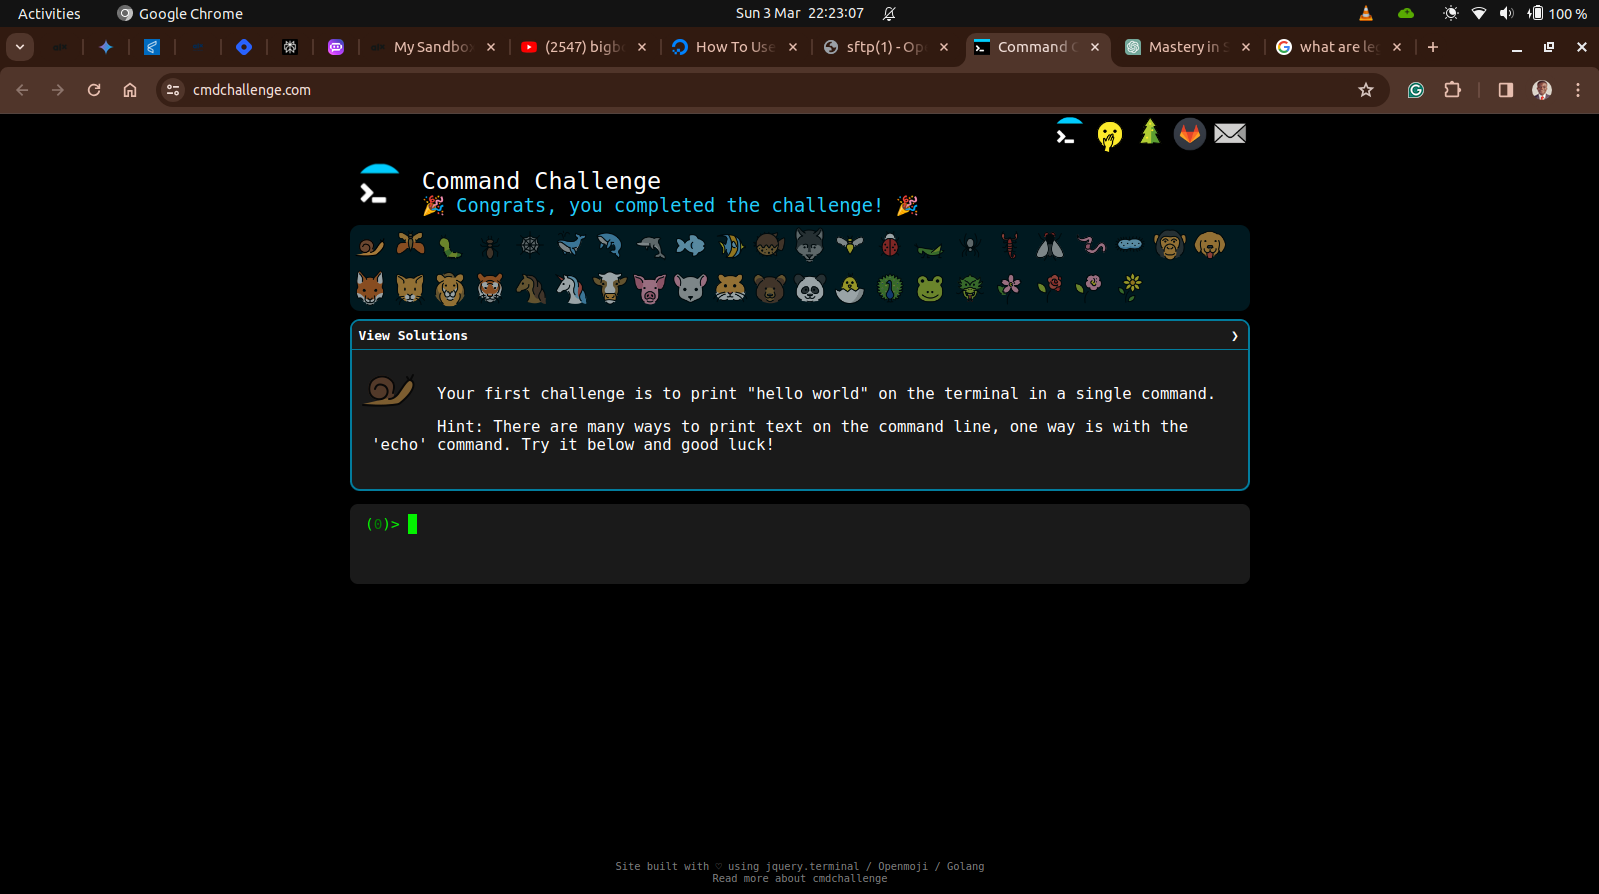 Activities
Google Chrome
Sun 3 Mar 22:23:07
100 %
My Sandbo
(2547) bigb
How To Use
sftp(1) - Op
Command C
Mastery in S
what are leg
cmdchallenge.com
Command Challenge
🎉 Congrats, you completed the challenge! 🎉
View Solutions
Your first challenge is to print "hello world" on the terminal in a single command.
Hint: There are many ways to print text on the command line, one way is with the
'echo' command. Try it below and good luck!
(0)>
Site built with ♡ using jquery.terminal / Openmoji / Golang
Read more about cmdchallenge